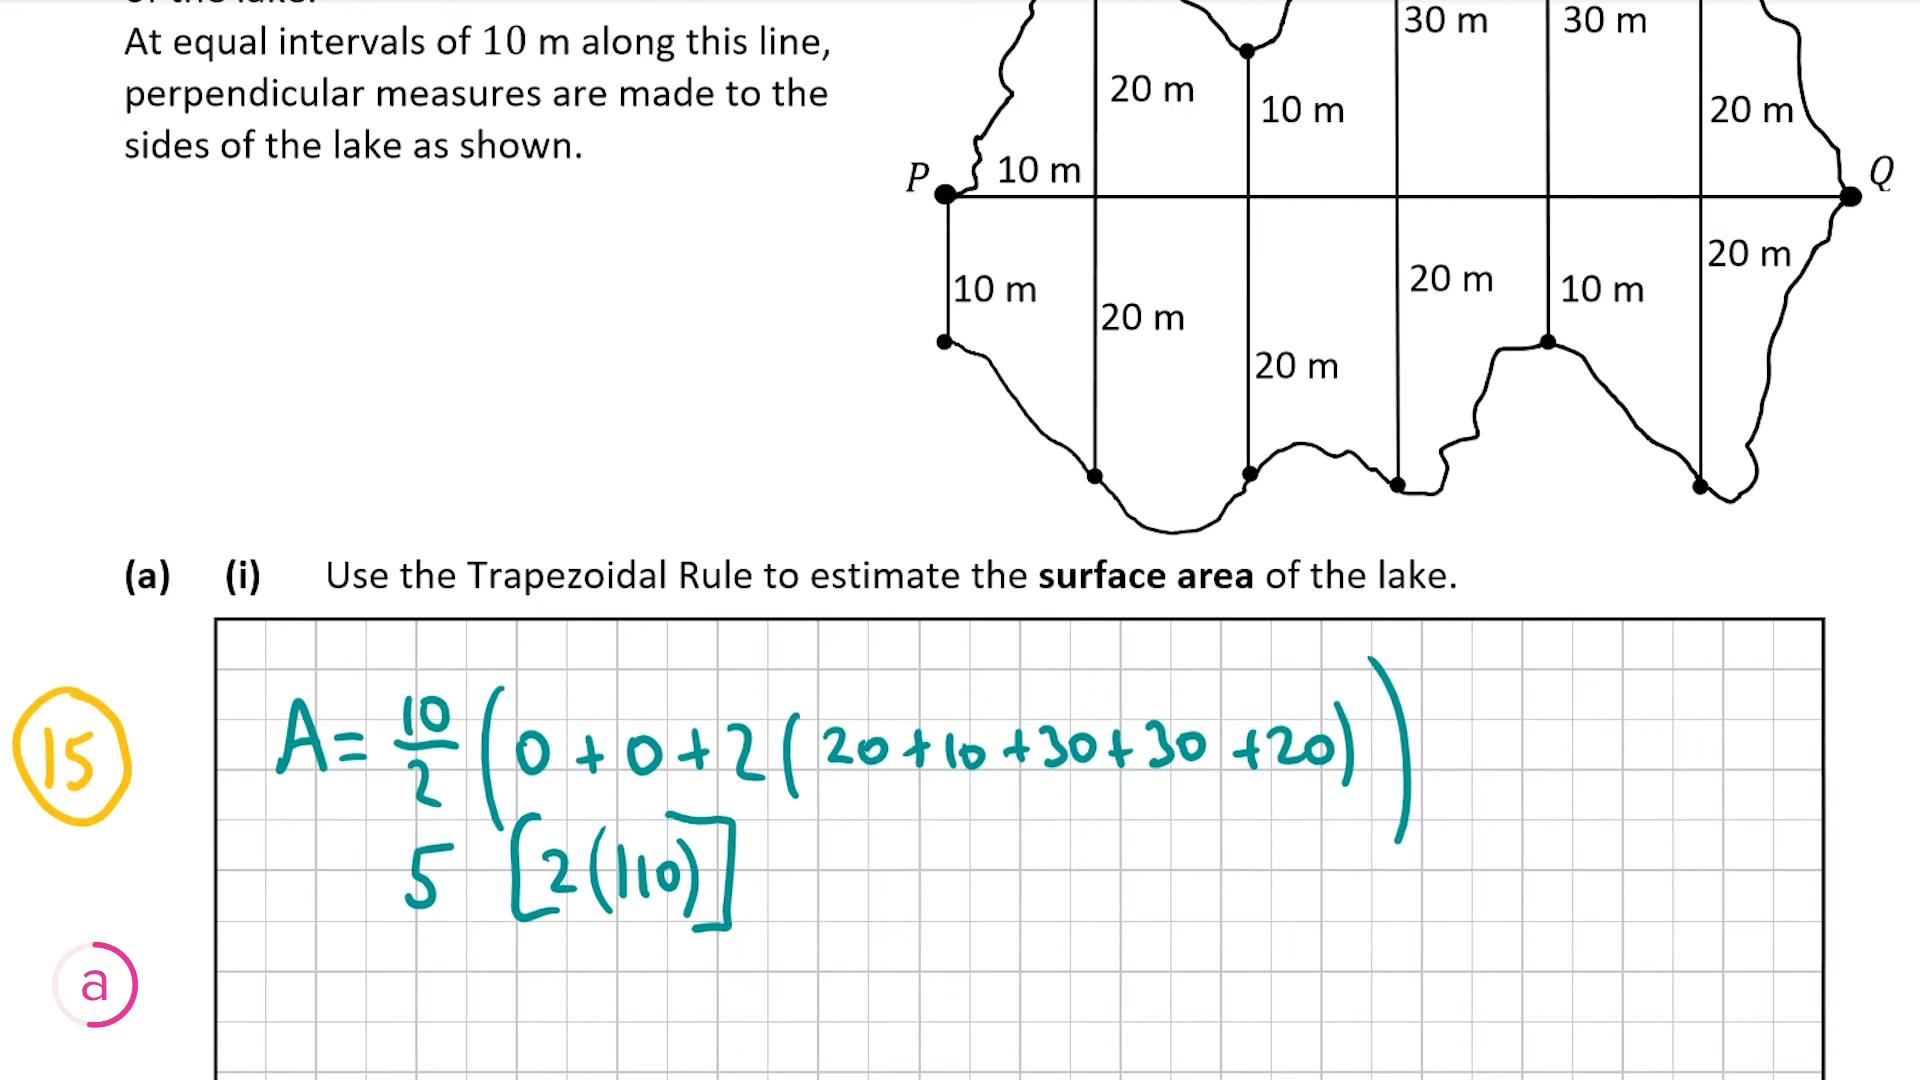 of the lake.
At equal intervals of 10 m along this line,
perpendicular measures are made to the
sides of the lake as shown.
30 m
30 m
20 m
10 m
20 m
P
10 m
Q
10 m
20 m
20 m
20 m
10 m
20 m
(a) (i) Use the Trapezoidal Rule to estimate the surface area of the lake.
15
A = 10/2 (0 + 0 + 2 (20 + 10 + 30 + 30 + 20))
5 [2(110)]
a